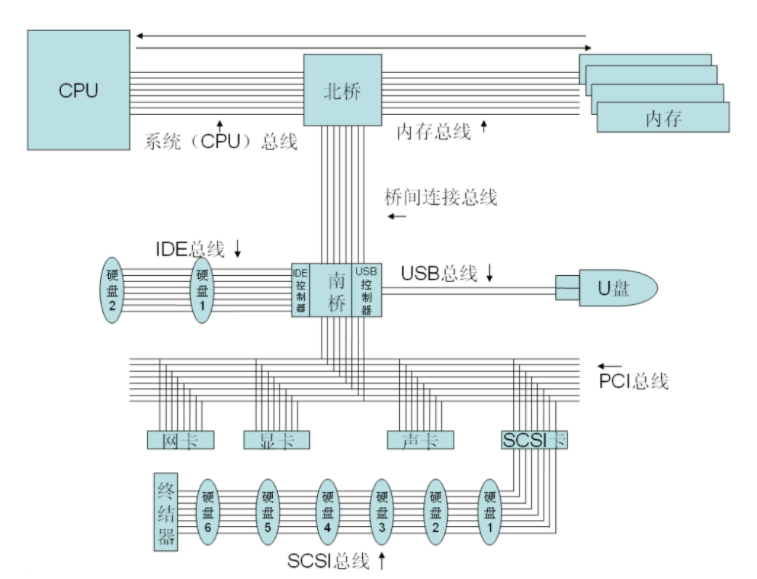 CPU
北桥
内存
系统（CPU）总线
内存总线
桥间连接总线
IDE总线
USB总线
硬盘2
硬盘1
IDE控制器
南桥
USB控制器
U盘
PCI总线
网卡
显卡
声卡
SCSI卡
终结器
硬盘6
硬盘5
硬盘4
硬盘3
硬盘2
硬盘1
SCSI总线